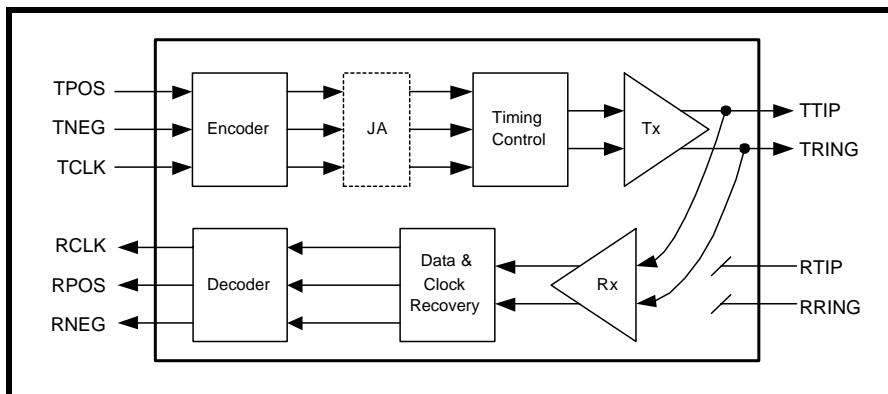 TPOS
TNEG
TCLK
Encoder
JA
Timing
Control
Tx
TTIP
TRING
RCLK
RPOS
RNEG
Decoder
Data &
Clock
Recovery
Rx
RTIP
RRING